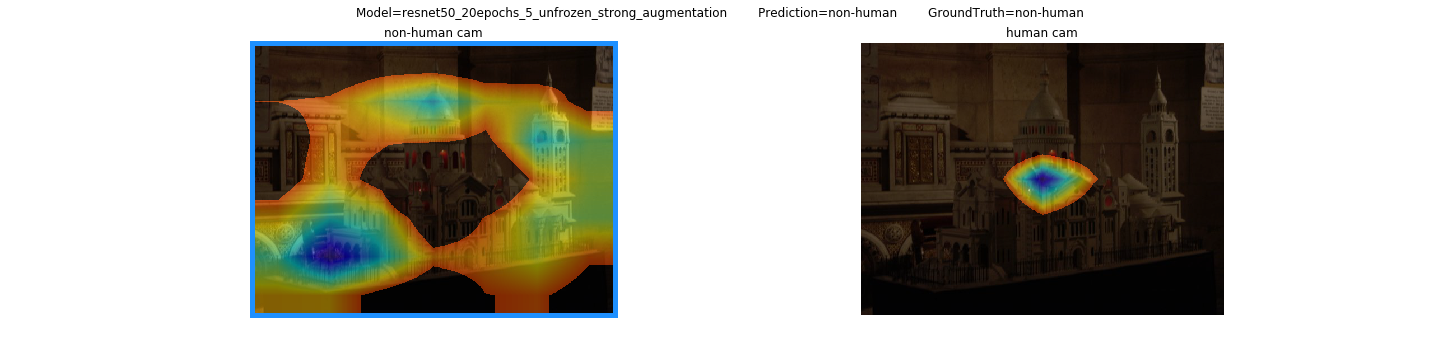 Model=resnet50_20epochs_5_unfrozen_strong_augmentation Prediction=non-human GroundTruth=non-human
non-human cam
human cam